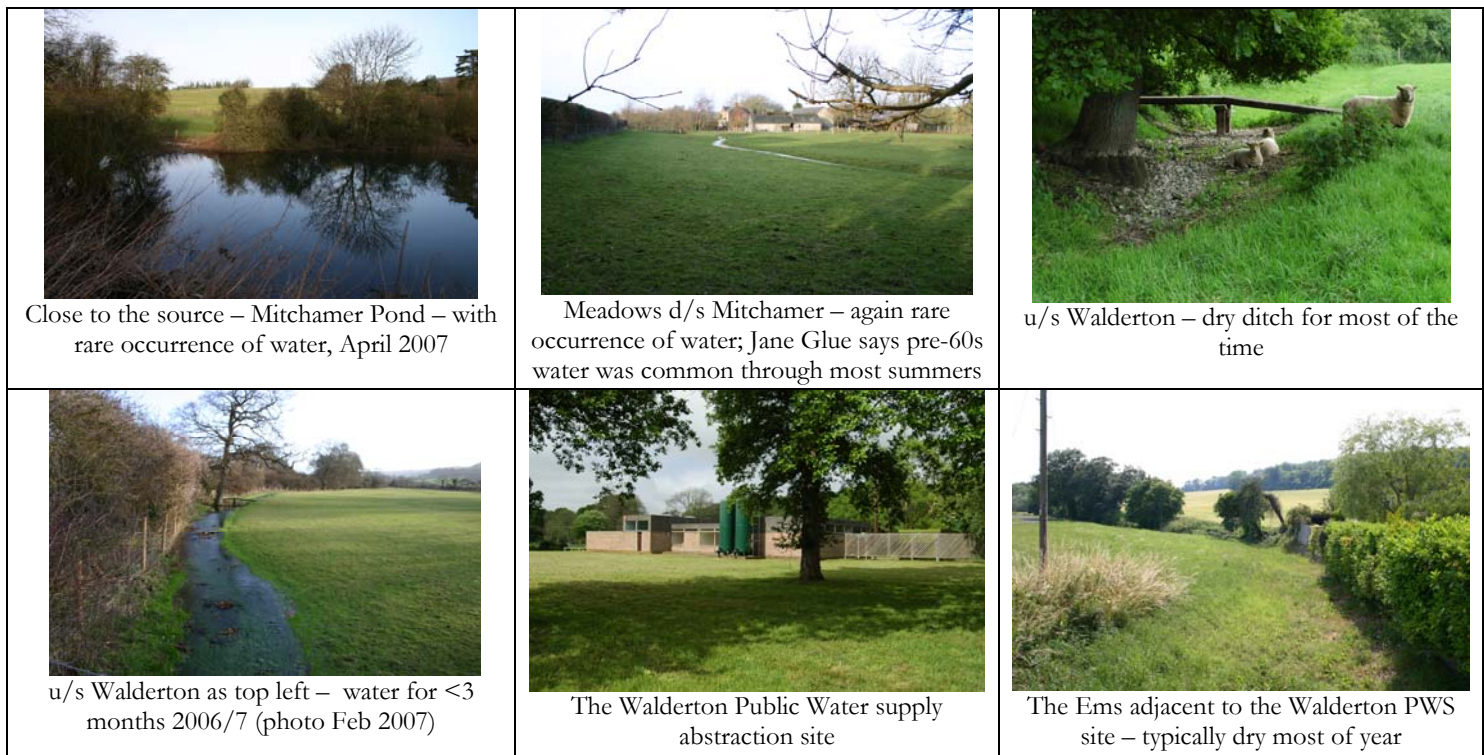 Close to the source – Mitchamer Pond – with
rare occurrence of water, April 2007
Meadows d/s Mitchamer – again rare
occurrence of water; Jane Glue says pre-60s
water was common through most summers
u/s Walderton – dry ditch for most of the
time
u/s Walderton as top left – water for <3
months 2006/7 (photo Feb 2007)
The Walderton Public Water supply
abstraction site
The Ems adjacent to the Walderton PWS
site – typically dry most of year